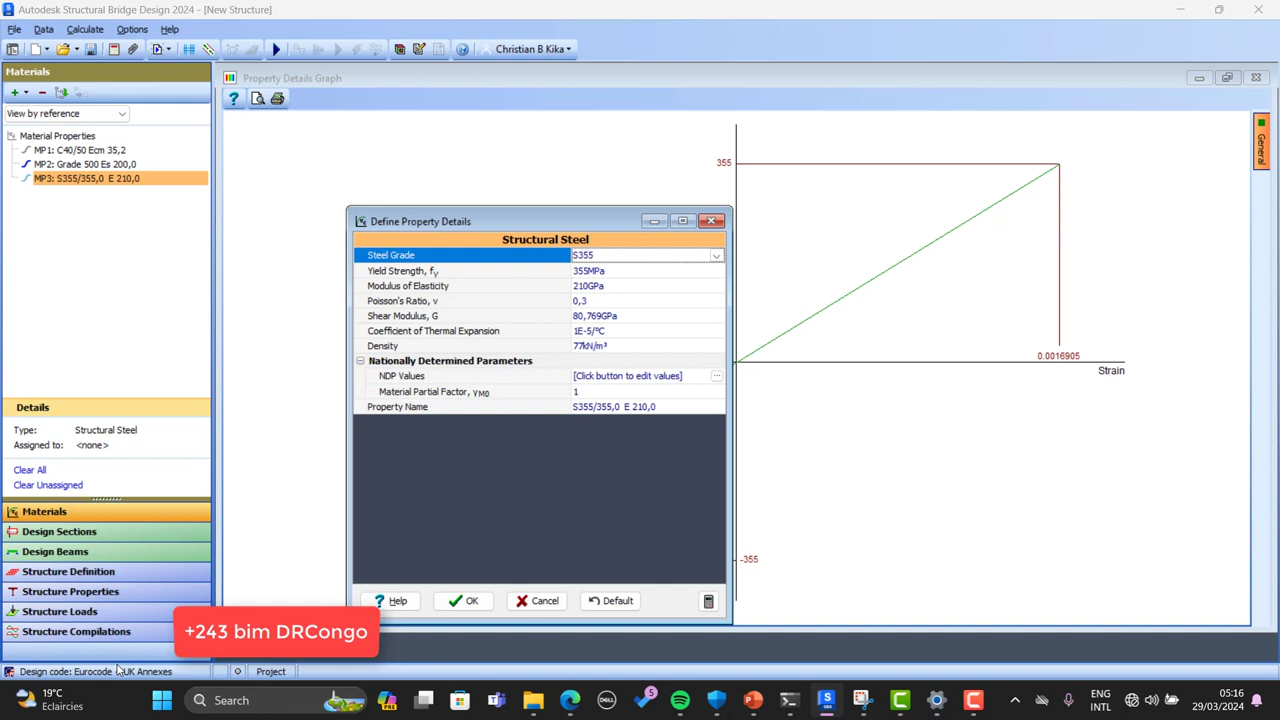 Autodesk Structural Bridge Design 2024 - [New Structure]
File Data Calculate Options Help
Christian B Kika
Materials
View by reference
Material Properties
MP1: C40/50 Ecm 35,2
MP2: Grade 500 Es 200,0
MP3: S355/355,0 E 210,0
Details
Type: Structural Steel
Assigned to: <none>
Clear All
Clear Unassigned
Materials
Design Sections
Design Beams
Structure Definition
Structure Properties
Structure Loads
Structure Compilations
Property Details Graph
General
355
0.0016905
Strain
-355
Define Property Details
Structural Steel
Steel Grade S355
Yield Strength, fy 355MPa
Modulus of Elasticity 210GPa
Poisson's Ratio, ν 0,3
Shear Modulus, G 80,769GPa
Coefficient of Thermal Expansion 1E-5/°C
Density 77kN/m³
Nationally Determined Parameters
NDP Values [Click button to edit values] ...
Material Partial Factor, γM0 1
Property Name S355/355,0 E 210,0
Help OK Cancel Default
+243 bim DRCongo
Design code: Eurocode UK Annexes
Project
19°C
Eclaircies
Search
PRE
DELL
5
SBD
ENG
INTL
05:16
29/03/2024